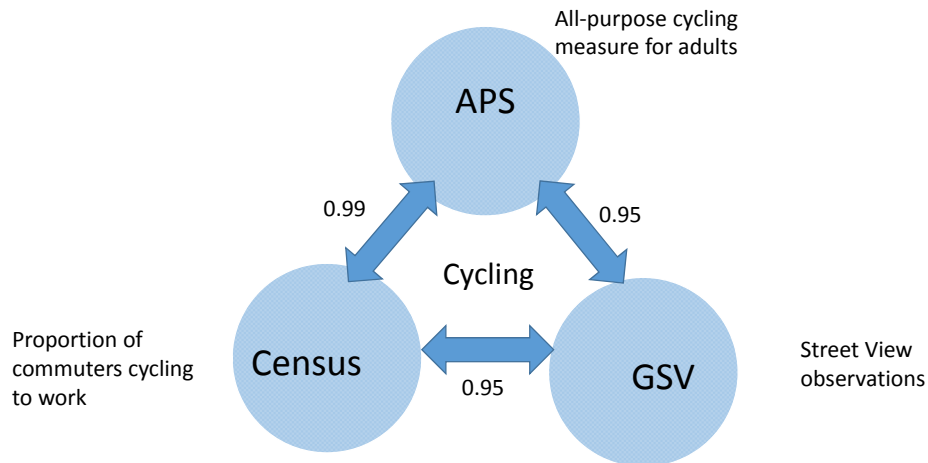 All-purpose cycling
measure for adults
APS
0.99
0.95
Cycling
Proportion of
commuters cycling
to work
Census
0.95
GSV
Street View
observations